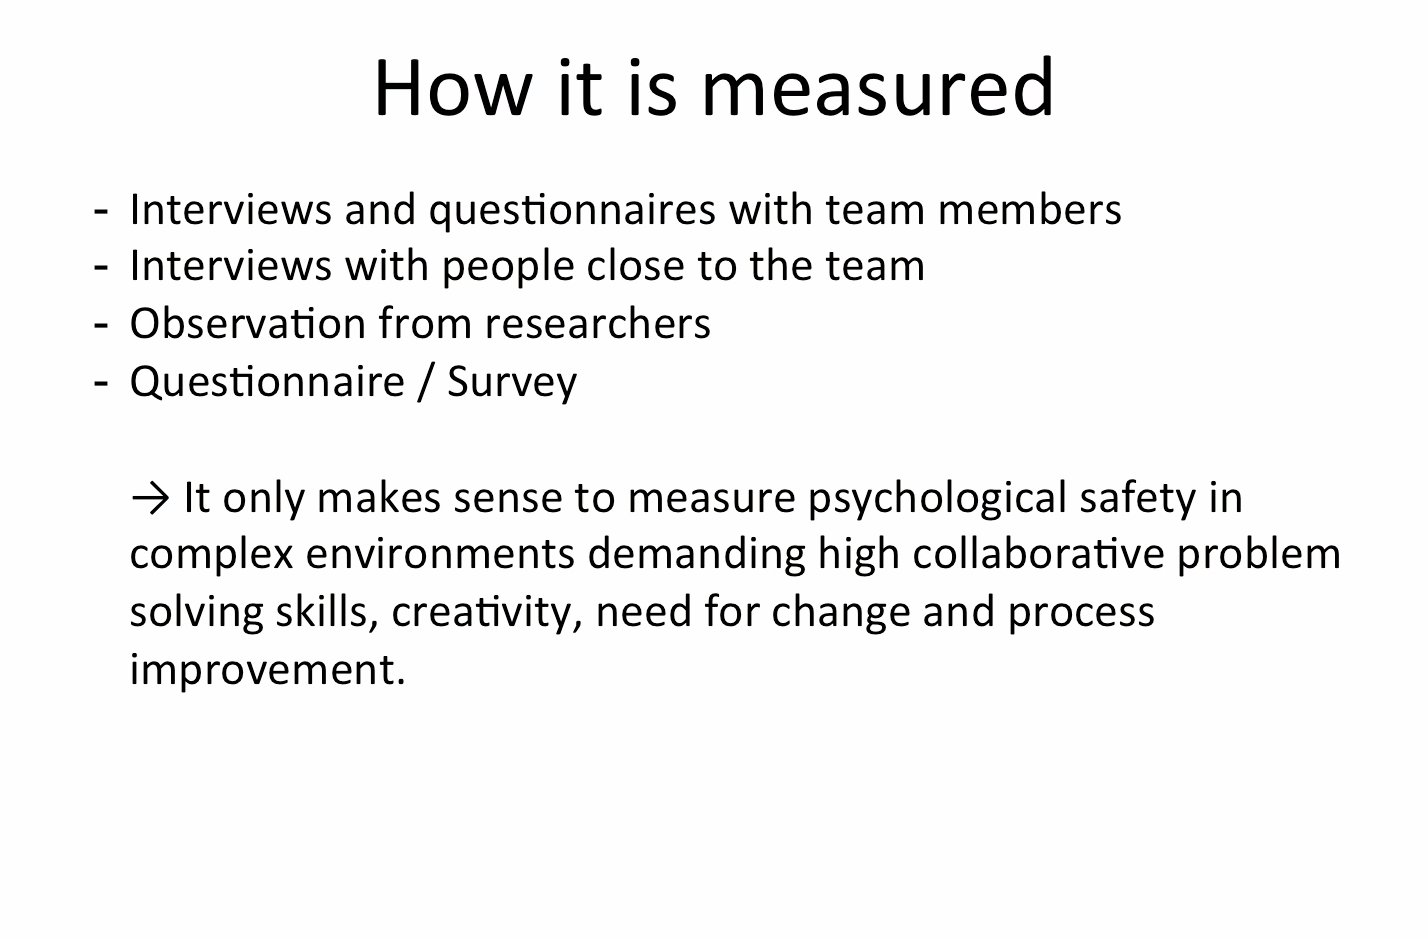 How it is measured
- Interviews and questionnaires with team members
- Interviews with people close to the team
- Observation from researchers
- Questionnaire / Survey
→ It only makes sense to measure psychological safety in
complex environments demanding high collaborative problem
solving skills, creativity, need for change and process
improvement.